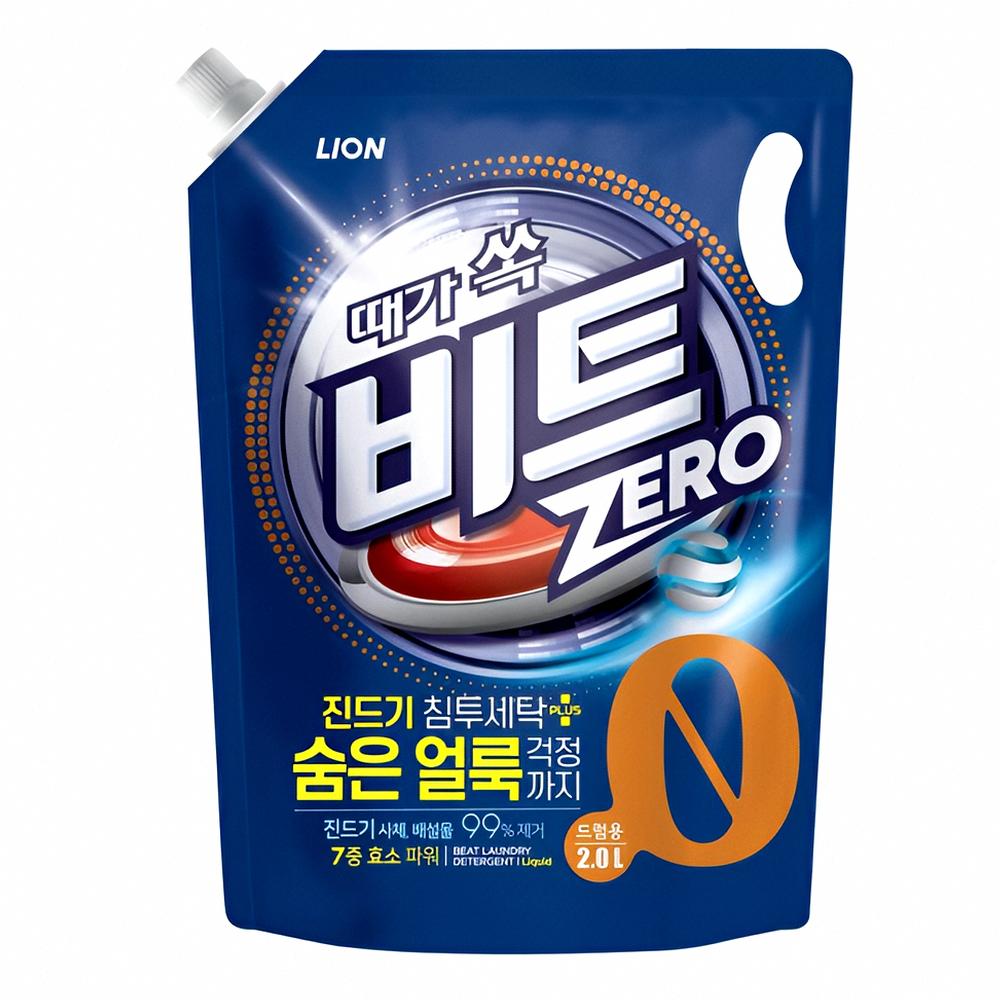 LION
때가 쏙
비트
ZERO
진드기 침투세탁 PLUS
숨은 얼룩 걱정까지
진드기 사체, 배설물 99% 제거
7중 효소 파워 | BEAT LAUNDRY DETERGENT | Liquid
0
드럼용
2.0 L